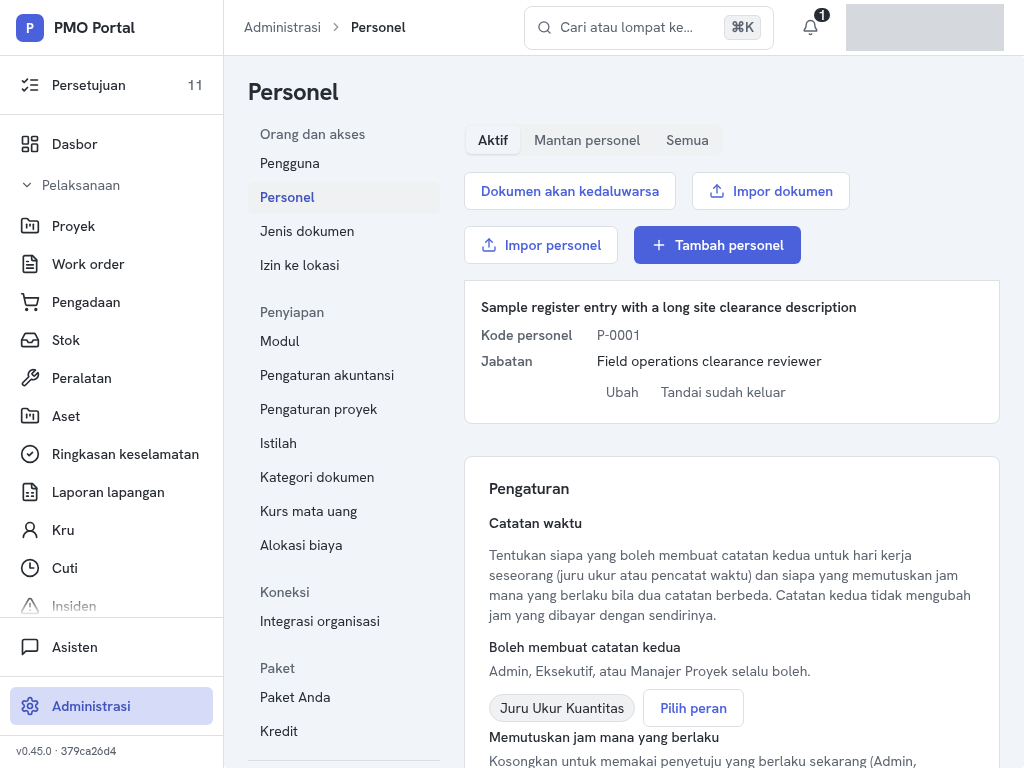 P PMO Portal
Administrasi > Personel
Cari atau lompat ke...
⌘K
1
Persetujuan 11
Dasbor
Pelaksanaan
Proyek
Work order
Pengadaan
Stok
Peralatan
Aset
Ringkasan keselamatan
Laporan lapangan
Kru
Cuti
Insiden
Asisten
Administrasi
v0.45.0 · 379ca26d4
Personel
Orang dan akses
Pengguna
Personel
Jenis dokumen
Izin ke lokasi
Penyiapan
Modul
Pengaturan akuntansi
Pengaturan proyek
Istilah
Kategori dokumen
Kurs mata uang
Alokasi biaya
Koneksi
Integrasi organisasi
Paket
Paket Anda
Kredit
Aktif Mantan personel Semua
Dokumen akan kedaluwarsa Impor dokumen
Impor personel + Tambah personel
Sample register entry with a long site clearance description
Kode personel P-0001
Jabatan Field operations clearance reviewer
Ubah Tandai sudah keluar
Pengaturan
Catatan waktu
Tentukan siapa yang boleh membuat catatan kedua untuk hari kerja
seseorang (juru ukur atau pencatat waktu) dan siapa yang memutuskan jam
mana yang berlaku bila dua catatan berbeda. Catatan kedua tidak mengubah
jam yang dibayar dengan sendirinya.
Boleh membuat catatan kedua
Admin, Eksekutif, atau Manajer Proyek selalu boleh.
Juru Ukur Kuantitas Pilih peran
Memutuskan jam mana yang berlaku
Kosongkan untuk memakai penyetuju yang berlaku sekarang (Admin,